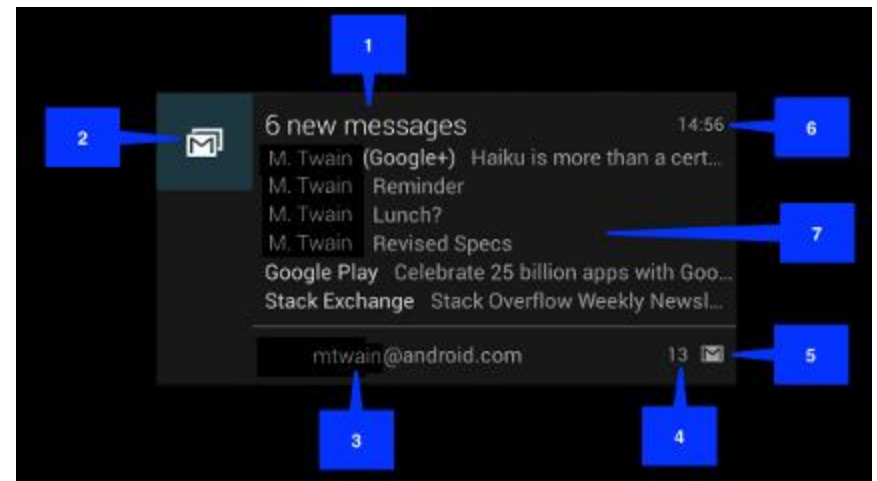 1
2
6 new messages 14:56
6
M. Twain (Google+) Haiku is more than a cert...
M. Twain Reminder
M. Twain Lunch?
M. Twain Revised Specs
7
Google Play Celebrate 25 billion apps with Goo...
Stack Exchange Stack Overflow Weekly Newsl...
mtwain@android.com 13
5
3
4